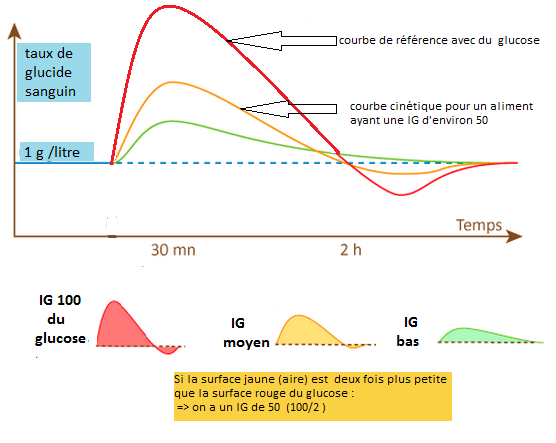 taux de
glucide
sanguin
courbe de référence avec du glucose
courbe cinétique pour un aliment
ayant une IG d'environ 50
1 g /litre
Temps
30 mn
2 h
IG 100
du
glucose
IG
moyen
IG
bas
Si la surface jaune (aire) est deux fois plus petite
que la surface rouge du glucose :
=> on a un IG de 50 (100/2 )